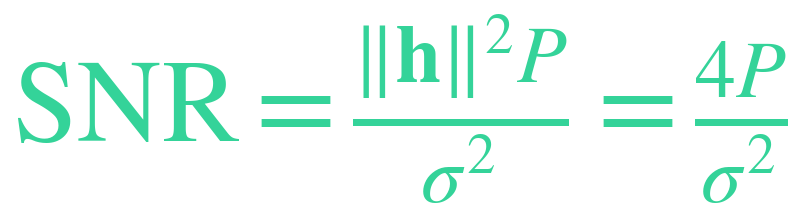 SNR = ‖𝐡‖²P / σ² = 4P / σ²